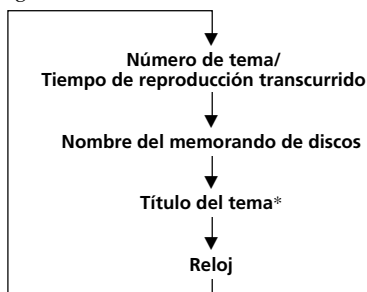 Número de tema/
Tiempo de reproducción transcurrido
Nombre del memorando de discos
Título del tema*
Reloj